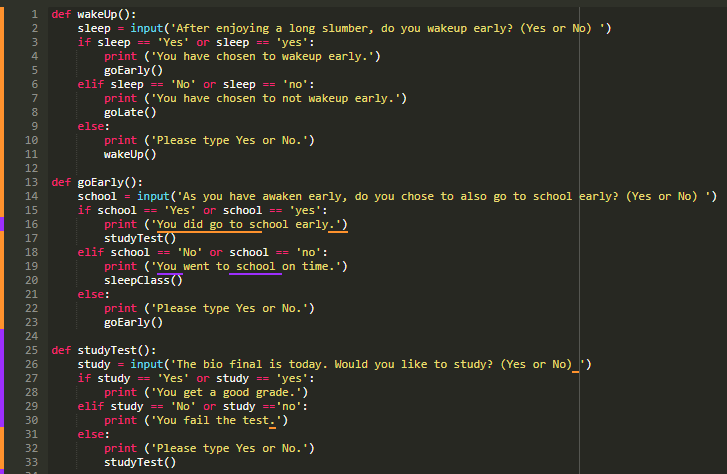 1 def wakeUp():
2     sleep = input('After enjoying a long slumber, do you wakeup early? (Yes or No) ')
3     if sleep == 'Yes' or sleep == 'yes':
4         print ('You have chosen to wakeup early.')
5         goEarly()
6     elif sleep == 'No' or sleep == 'no':
7         print ('You have chosen to not wakeup early.')
8         goLate()
9     else:
10         print ('Please type Yes or No.')
11         wakeUp()
12
13 def goEarly():
14     school = input('As you have awaken early, do you chose to also go to school early? (Yes or No) ')
15     if school == 'Yes' or school == 'yes':
16         print ('You did go to school early.')
17         studyTest()
18     elif school == 'No' or school == 'no':
19         print ('You went to school on time.')
20         sleepClass()
21     else:
22         print ('Please type Yes or No.')
23         goEarly()
24
25 def studyTest():
26     study = input('The bio final is today. Would you like to study? (Yes or No) ')
27     if study == 'Yes' or study == 'yes':
28         print ('You get a good grade.')
29     elif study == 'No' or study =='no':
30         print ('You fail the test.')
31     else:
32         print ('Please type Yes or No.')
33         studyTest()